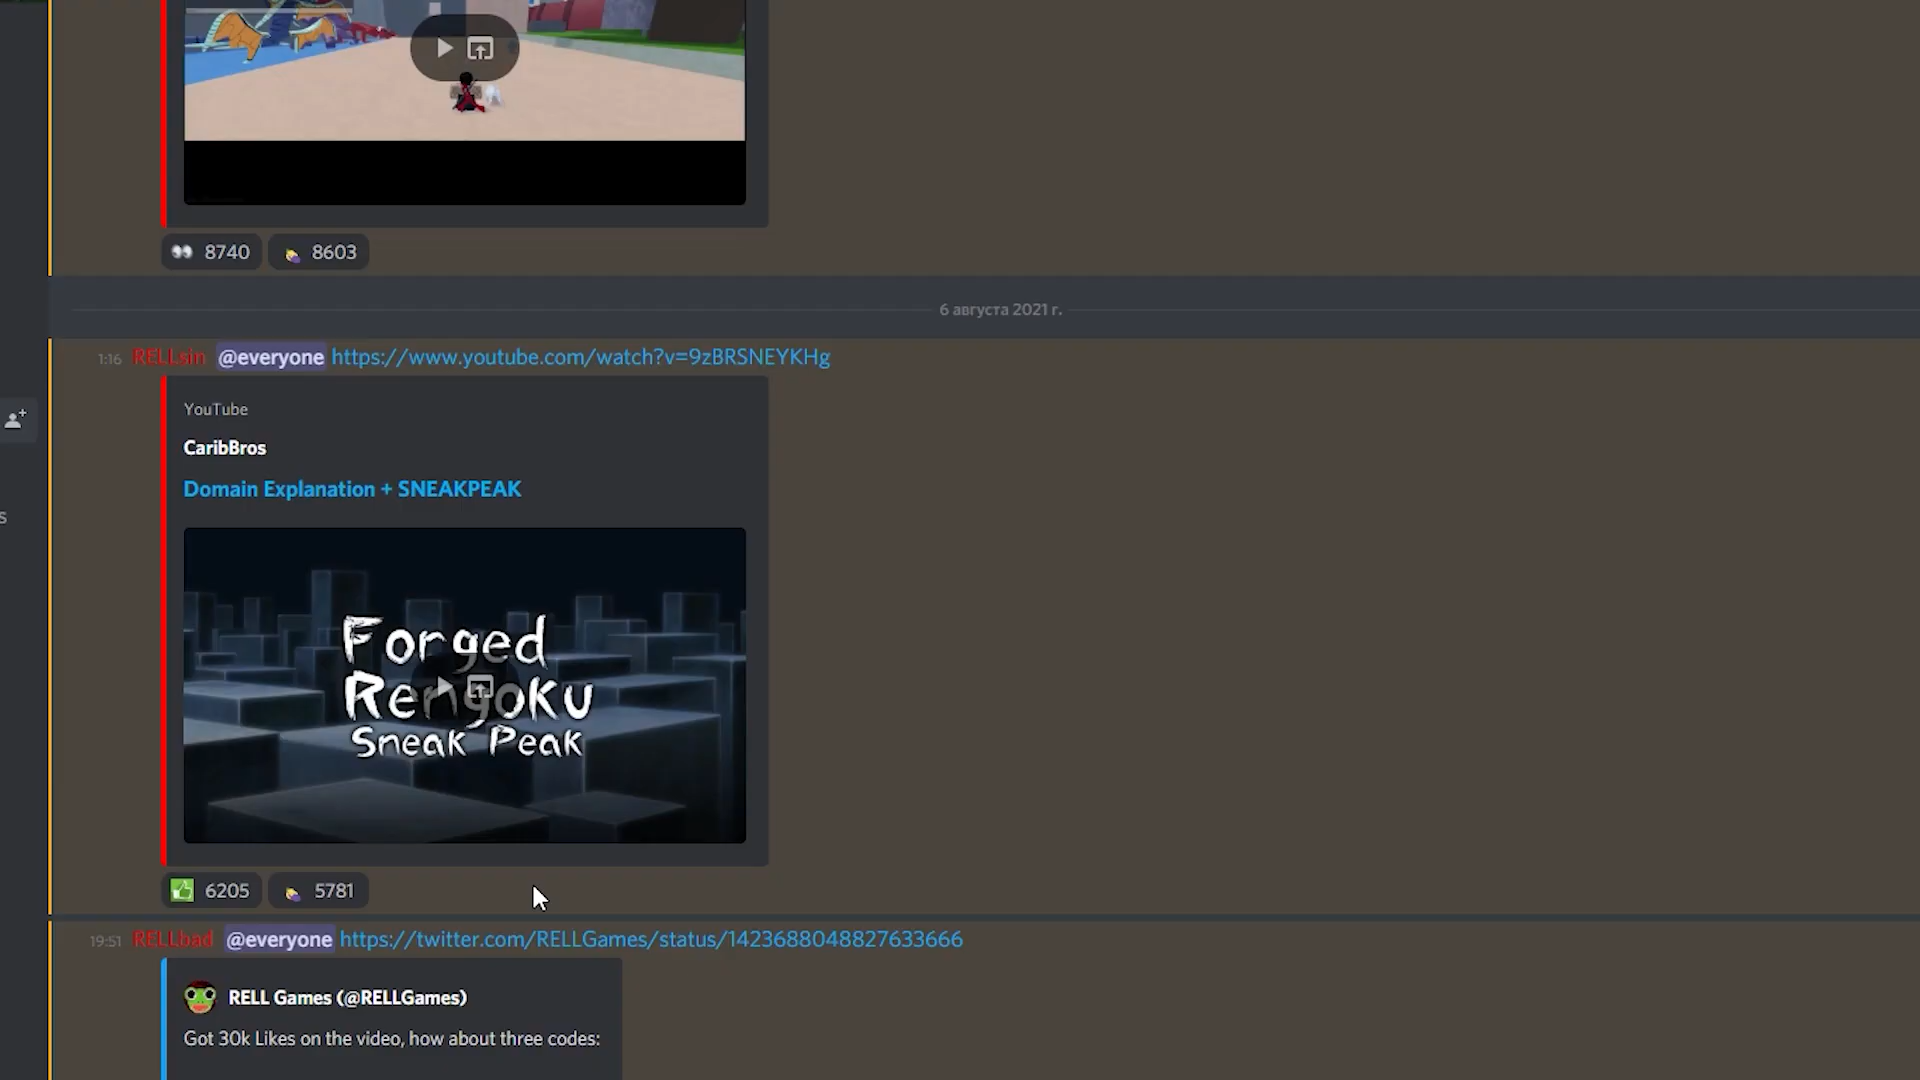 8740 8603
6 августа 2021 г.
1:16 RELLsin @everyone https://www.youtube.com/watch?v=9zBRSNEYKHg
YouTube
CaribBros
Domain Explanation + SNEAKPEAK
Forged
Rengoku
Sneak Peak
s
6205 5781
19:51 RELLbad @everyone https://twitter.com/RELLGames/status/1423688048827633666
RELL Games (@RELLGames)
Got 30k Likes on the video, how about three codes: